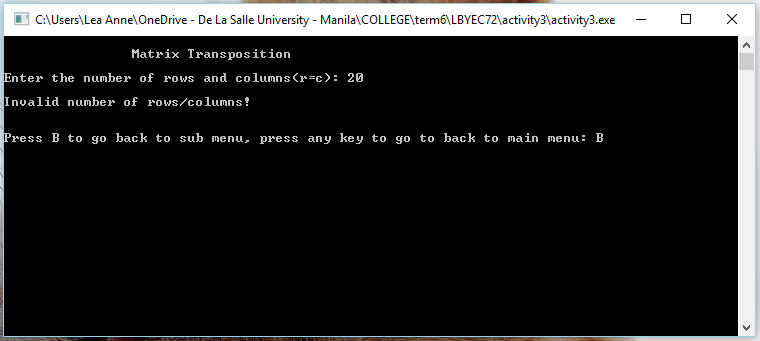 C:\Users\Lea Anne\OneDrive - De La Salle University - Manila\COLLEGE\term6\LBYEC72\activity3\activity3.exe
Matrix Transposition
Enter the number of rows and columns(r=c): 20
Invalid number of rows/columns!
Press B to go back to sub menu, press any key to go to back to main menu: B